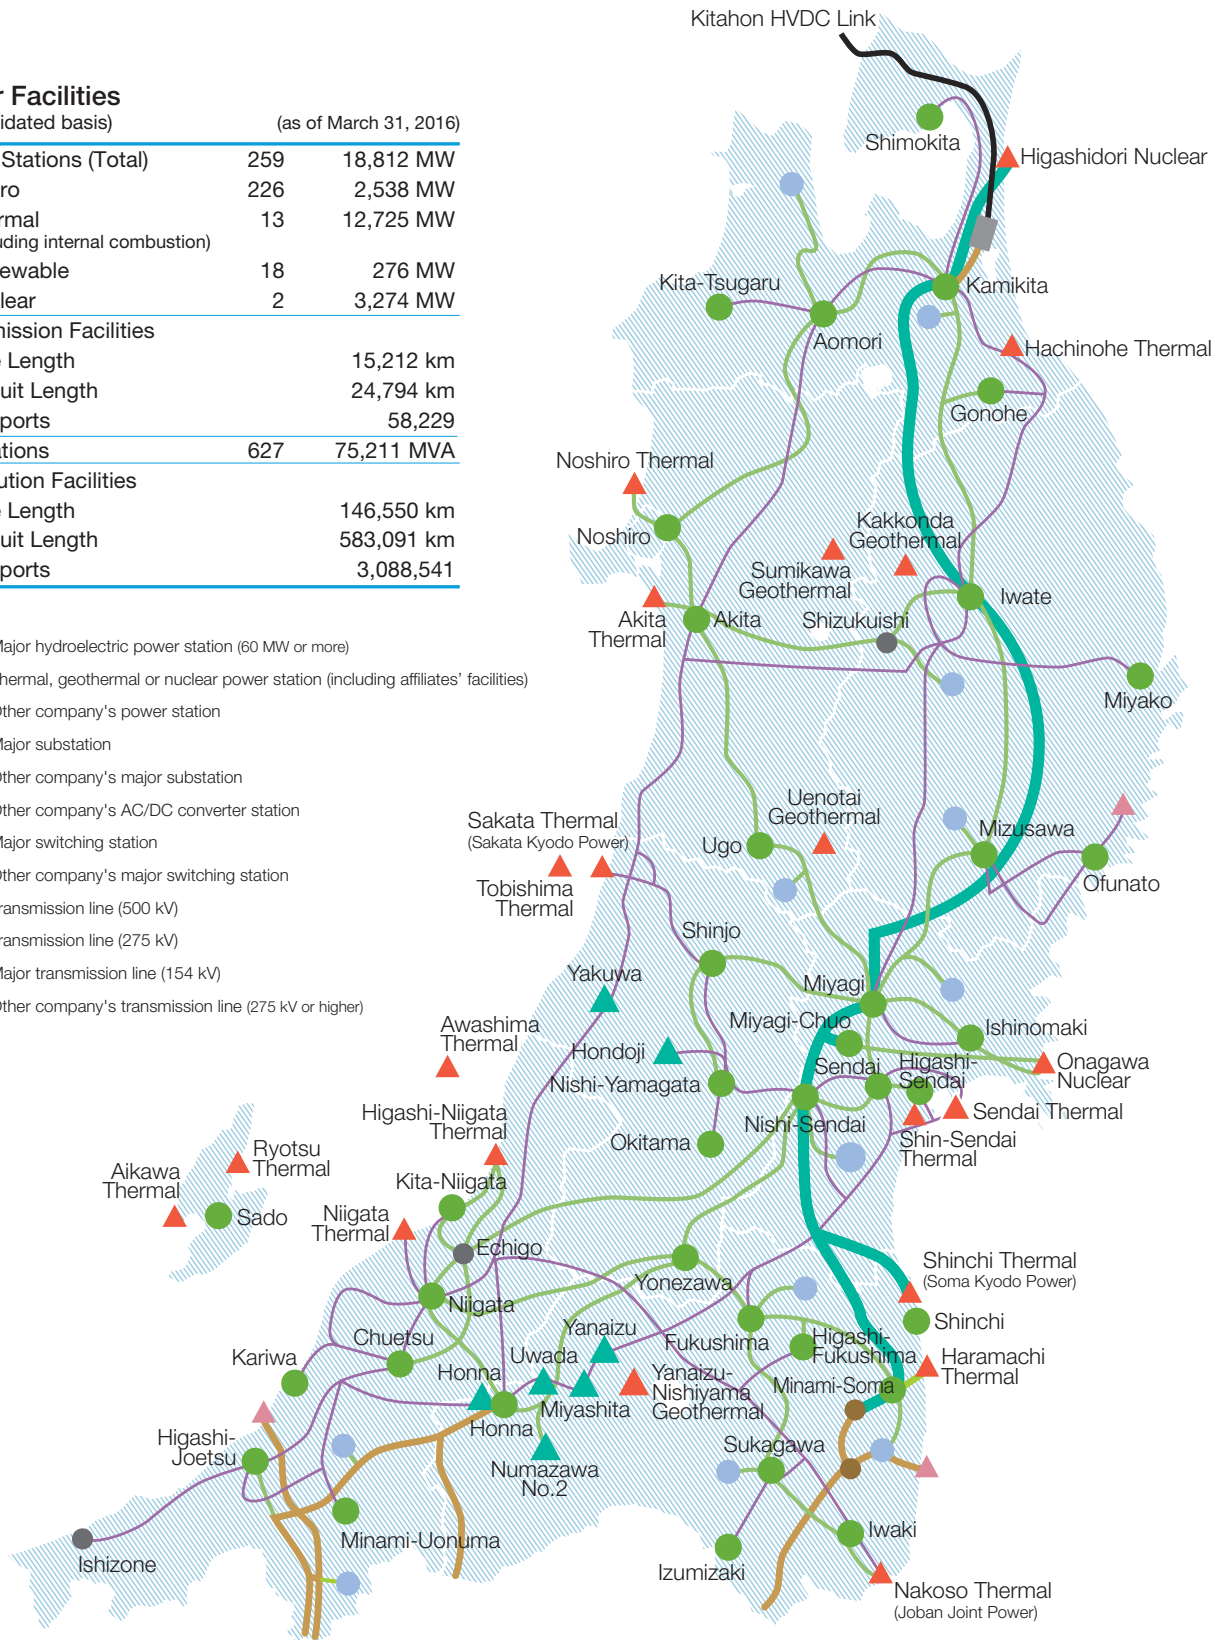 Kitahon HVDC Link
r Facilities
idated basis) (as of March 31, 2016)
Stations (Total) 259 18,812 MW
ro 226 2,538 MW
rmal 13 12,725 MW
uding internal combustion)
ewable 18 276 MW
lear 2 3,274 MW
mission Facilities
e Length 15,212 km
uit Length 24,794 km
ports 58,229
ations 627 75,211 MVA
ution Facilities
e Length 146,550 km
uit Length 583,091 km
ports 3,088,541
Major hydroelectric power station (60 MW or more)
hermal, geothermal or nuclear power station (including affiliates' facilities)
Other company's power station
Major substation
Other company's major substation
Other company's AC/DC converter station
Major switching station
Other company's major switching station
ransmission line (500 kV)
ransmission line (275 kV)
Major transmission line (154 kV)
Other company's transmission line (275 kV or higher)
Shimokita
Higashidori Nuclear
Kita-Tsugaru
Kamikita
Aomori
Hachinohe Thermal
Gonohe
Noshiro Thermal
Noshiro
Kakkonda
Geothermal
Sumikawa
Geothermal
Akita
Thermal
Akita
Shizukuishi
Iwate
Miyako
Uenotai
Geothermal
Sakata Thermal
(Sakata Kyodo Power)
Ugo
Mizusawa
Tobishima
Thermal
Ofunato
Shinjo
Yakuwa
Miyagi
Miyagi-Chuo
Ishinomaki
Awashima
Thermal
Hondoji
Sendai
Higashi-
Sendai
Onagawa
Nuclear
Nishi-Yamagata
Nishi-Sendai
Sendai Thermal
Higashi-Niigata
Thermal
Okitama
Shin-Sendai
Thermal
Ryotsu
Thermal
Aikawa
Thermal
Sado
Kita-Niigata
Niigata
Thermal
Echigo
Yonezawa
Shinchi Thermal
(Soma Kyodo Power)
Niigata
Shinchi
Chuetsu
Yanaizu
Fukushima
Higashi-
Fukushima
Kariwa
Honna
Uwada
Haramachi
Thermal
Miyashita
Yanaizu-
Nishiyama
Geothermal
Minami-Soma
Honna
Higashi-
Joetsu
Numazawa
No.2
Sukagawa
Minami-Uonuma
Iwaki
Ishizone
Izumizaki
Nakoso Thermal
(Joban Joint Power)